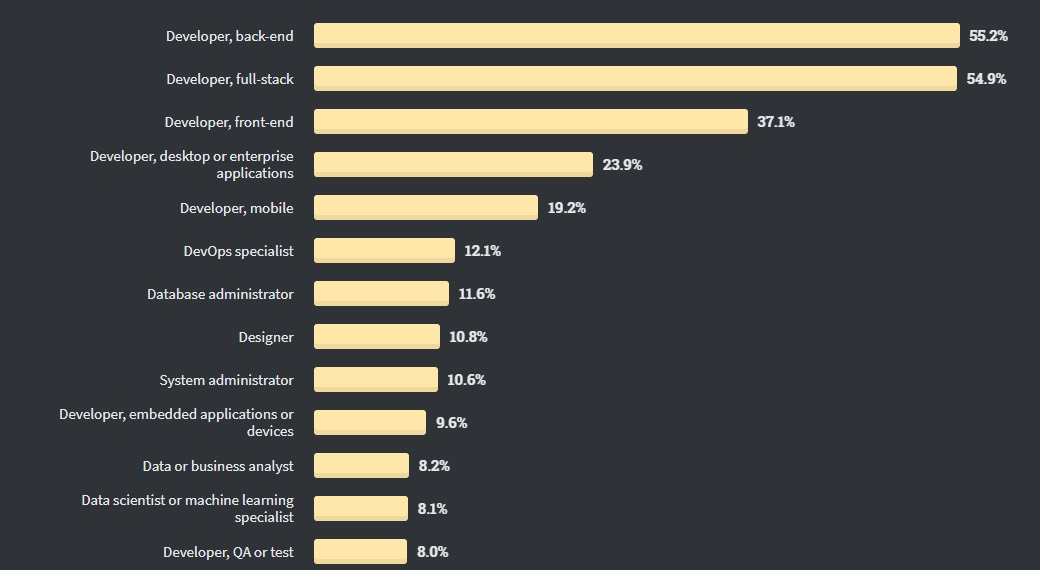 Developer, back-end 55.2%
Developer, full-stack 54.9%
Developer, front-end 37.1%
Developer, desktop or enterprise
applications 23.9%
Developer, mobile 19.2%
DevOps specialist 12.1%
Database administrator 11.6%
Designer 10.8%
System administrator 10.6%
Developer, embedded applications or
devices 9.6%
Data or business analyst 8.2%
Data scientist or machine learning
specialist 8.1%
Developer, QA or test 8.0%